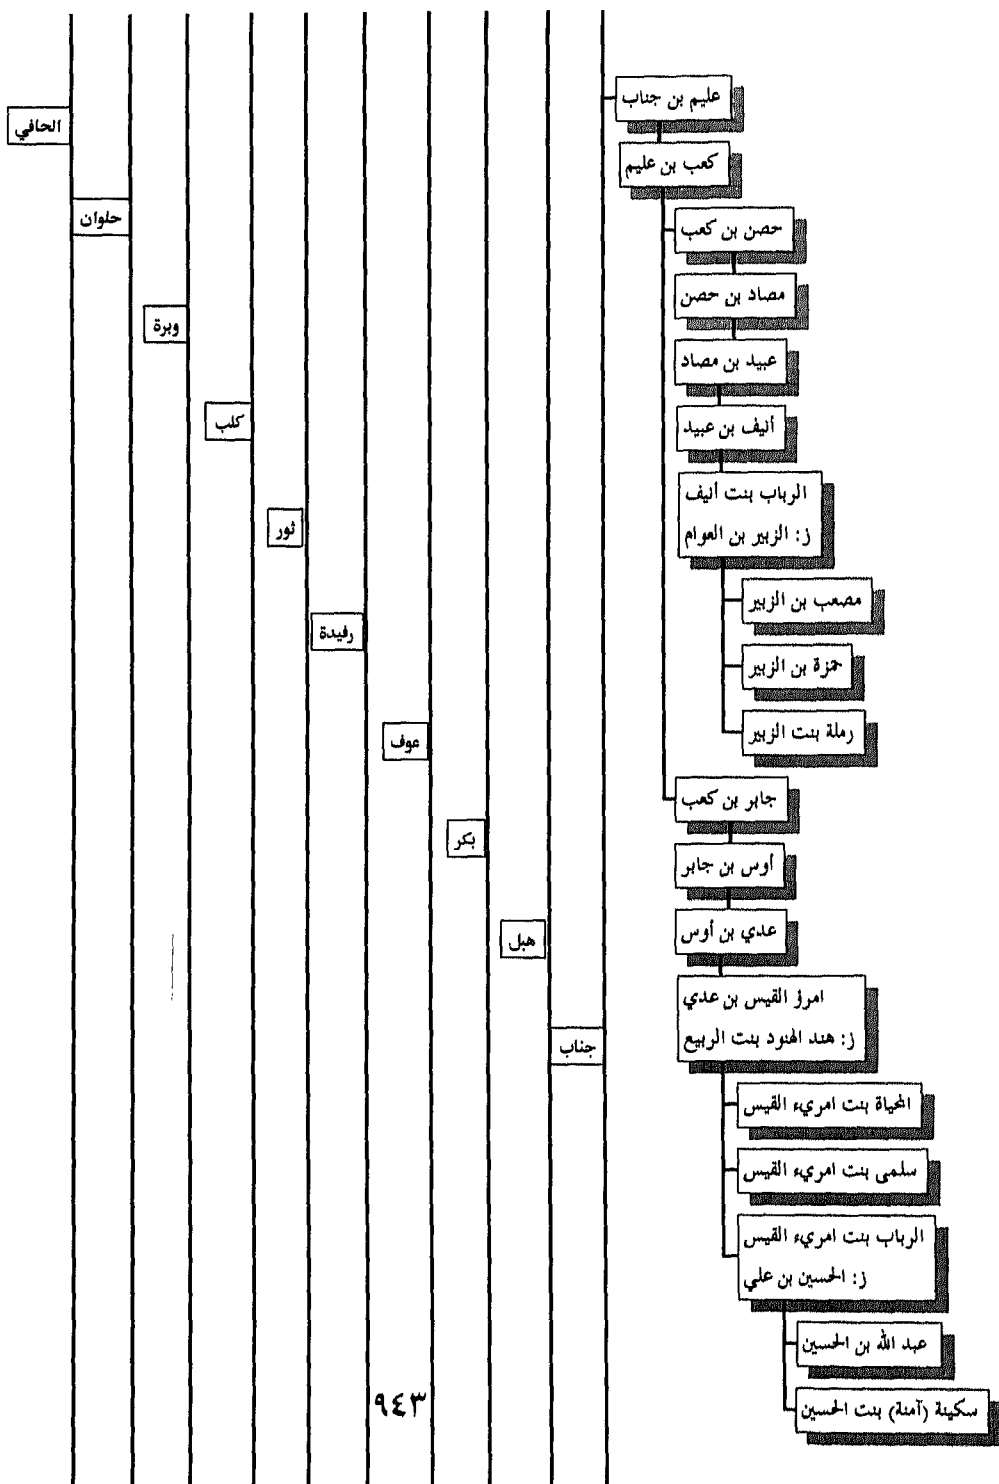 عليم بن جناب
كعب بن عليم
حصن بن كعب
مصاد بن حصن
عبيد بن مصاد
أنيف بن عبيد
الرباب بنت أنيف
ز: الزبير بن العوام
مصعب بن الزبير
حمزة بن الزبير
رملة بنت الزبير
جابر بن كعب
أوس بن جابر
عدي بن أوس
امرؤ القيس بن عدي
ز: هند الهنود بنت الربيع
المحياة بنت امريء القيس
سلمى بنت امريء القيس
الرباب بنت امريء القيس
ز: الحسين بن علي
عبد الله بن الحسين
سكينة (آمنة) بنت الحسين
الحافي
حلوان
وبرة
كلب
ثور
رفيدة
عوف
بكر
هبل
جناب
٩٤٣